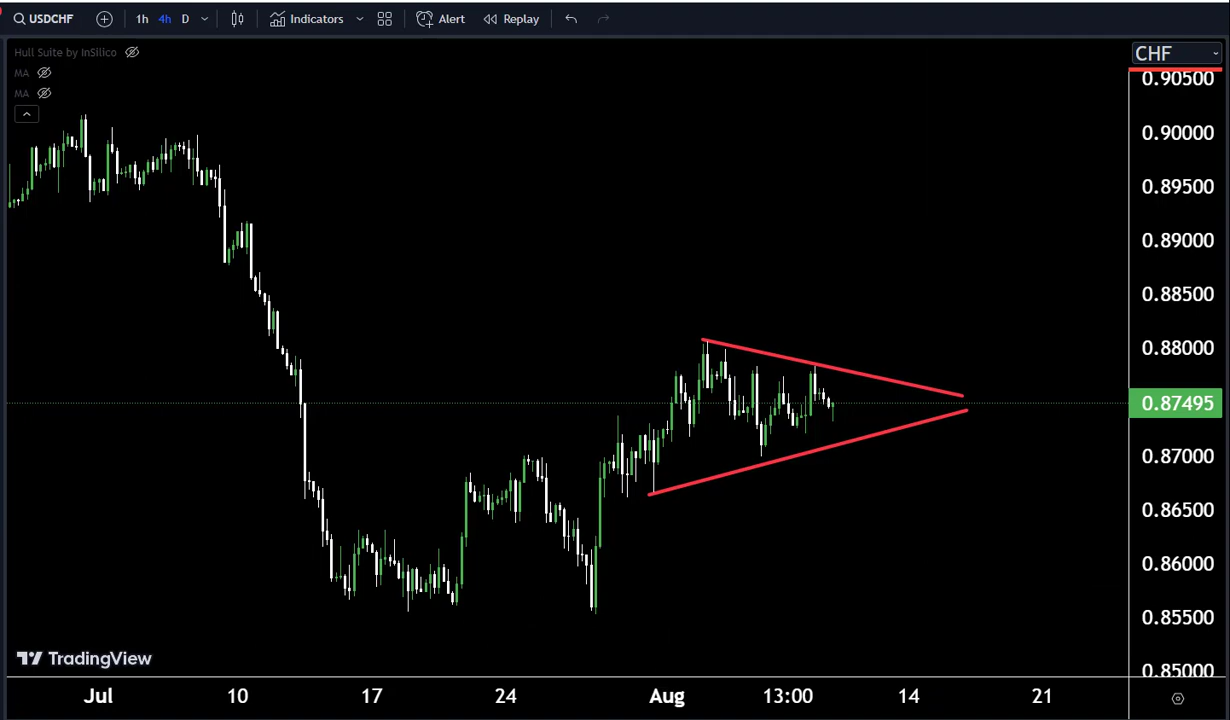 USDCHF 1h 4h D Indicators Alert Replay
Hull Suite by InSilico
MA
MA
CHF
0.90500
0.90000
0.89500
0.89000
0.88500
0.88000
0.87495
0.87000
0.86500
0.86000
0.85500
0.85000
TradingView
Jul 10 17 24 Aug 13:00 14 21